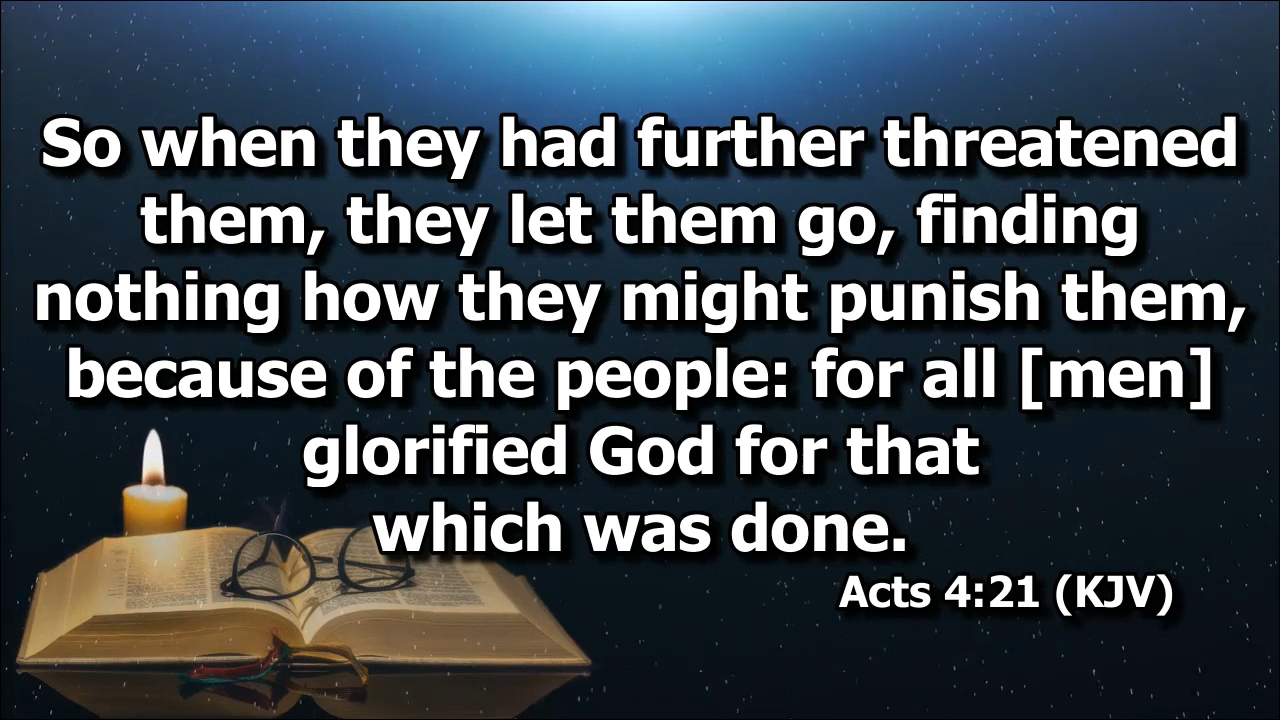 So when they had further threatened
them, they let them go, finding
nothing how they might punish them,
because of the people: for all [men]
glorified God for that
which was done.
Acts 4:21 (KJV)